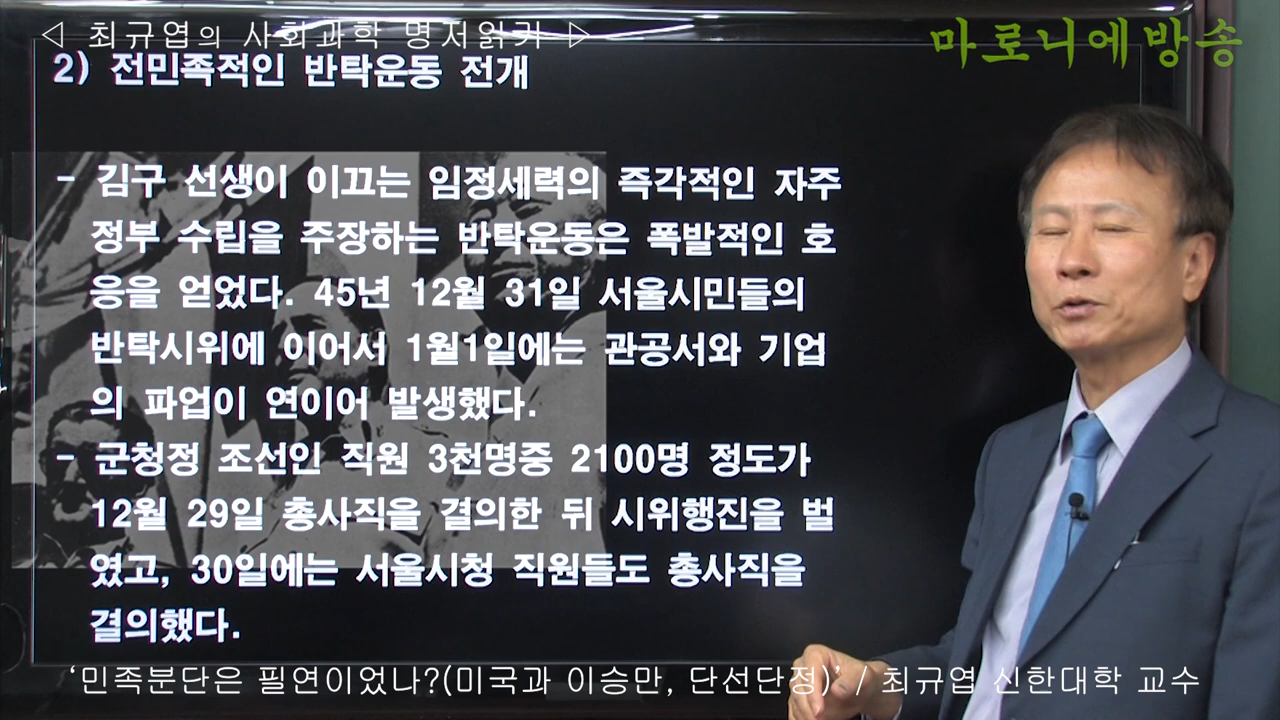 ◁ 최규엽의 사회과학 명저읽기 ▷
마로니에방송
2) 전민족적인 반탁운동 전개
- 김구 선생이 이끄는 임정세력의 즉각적인 자주
정부 수립을 주장하는 반탁운동은 폭발적인 호
응을 얻었다. 45년 12월 31일 서울시민들의
반탁시위에 이어서 1월1일에는 관공서와 기업
의 파업이 연이어 발생했다.
- 군청정 조선인 직원 3천명중 2100명 정도가
12월 29일 총사직을 결의한 뒤 시위행진을 벌
였고, 30일에는 서울시청 직원들도 총사직을
결의했다.
‘민족분단은 필연이었나?(미국과 이승만, 단선단정)’ / 최규엽 신한대학 교수